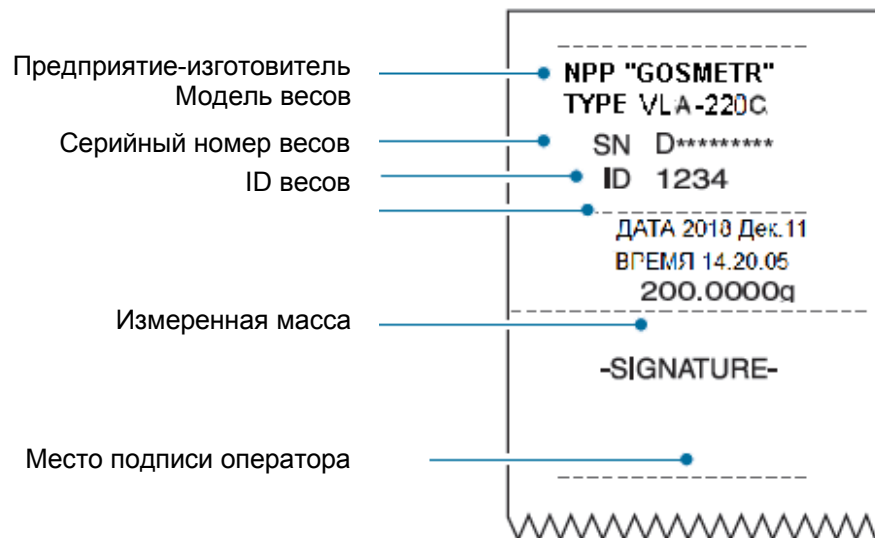 Предприятие-изготовитель
Модель весов
Серийный номер весов
ID весов
Измеренная масса
Место подписи оператора
NPP "GOSMETR"
TYPE VLA-220C
SN D*********
ID 1234
ДАТА 2018 Дек.11
ВРЕМЯ 14.20.05
200.0000g
-SIGNATURE-